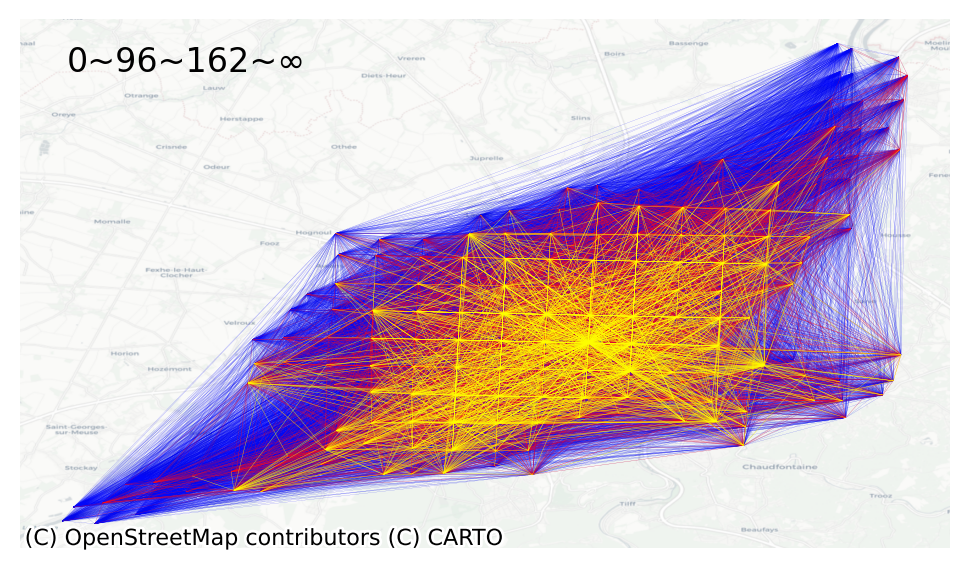 0~96~162~∞
Bassenge
Boirs
Vreren
Diets-Heur
Lauw
Otrange
Oreye
Herstappe
Slins
Crisnée
Othée
Juprelle
Odeur
Momalle
Hognoul
Fooz
Fexhe-le-Haut-
Clocher
Velroux
Horion
Hozémont
Saint-Georges-
sur-Meuse
Stockay
Chaudfontaine
Tilff
Trooz
Beaufays
(C) OpenStreetMap contributors (C) CARTO